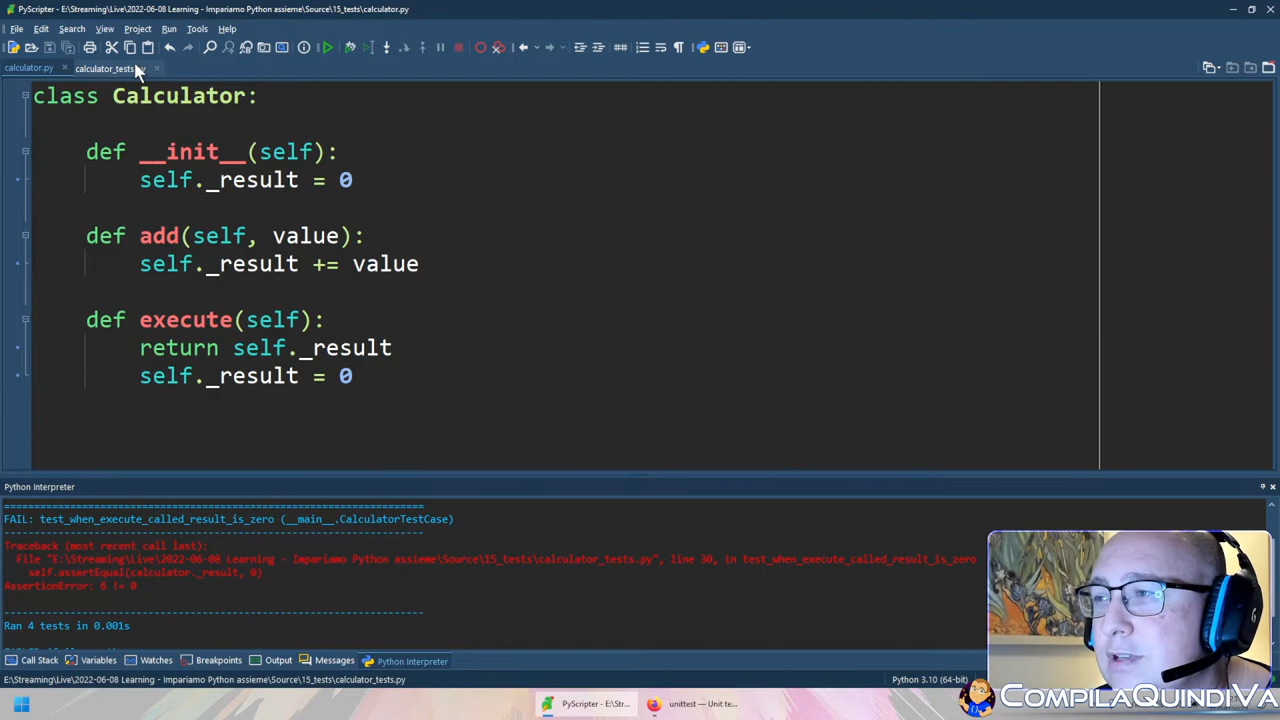 PyScripter - E:\Streaming\Live\2022-06-08 Learning - Impariamo Python assieme\Source\15_tests\calculator.py
File Edit Search View Project Run Tools Help
calculator.py calculator_tests.py
class Calculator:
def __init__(self):
self._result = 0
def add(self, value):
self._result += value
def execute(self):
return self._result
self._result = 0
Python Interpreter
======================================================================
FAIL: test_when_execute_called_result_is_zero (__main__.CalculatorTestCase)
----------------------------------------------------------------------
Traceback (most recent call last):
File "E:\Streaming\Live\2022-06-08 Learning - Impariamo Python assieme\Source\15_tests\calculator_tests.py", line 30, in test_when_execute_called_result_is_zero
self.assertEqual(calculator._result, 0)
AssertionError: 6 != 0
----------------------------------------------------------------------
Ran 4 tests in 0.001s
Call Stack Variables Watches Breakpoints Output Messages Python Interpreter
E:\Streaming\Live\2022-06-08 Learning - Impariamo Python assieme\Source\15_tests\calculator_tests.py Python 3.10 (64-bit)
PyScripter - E:\Stre... unittest — Unit te...
COMPILAQUINDIVA